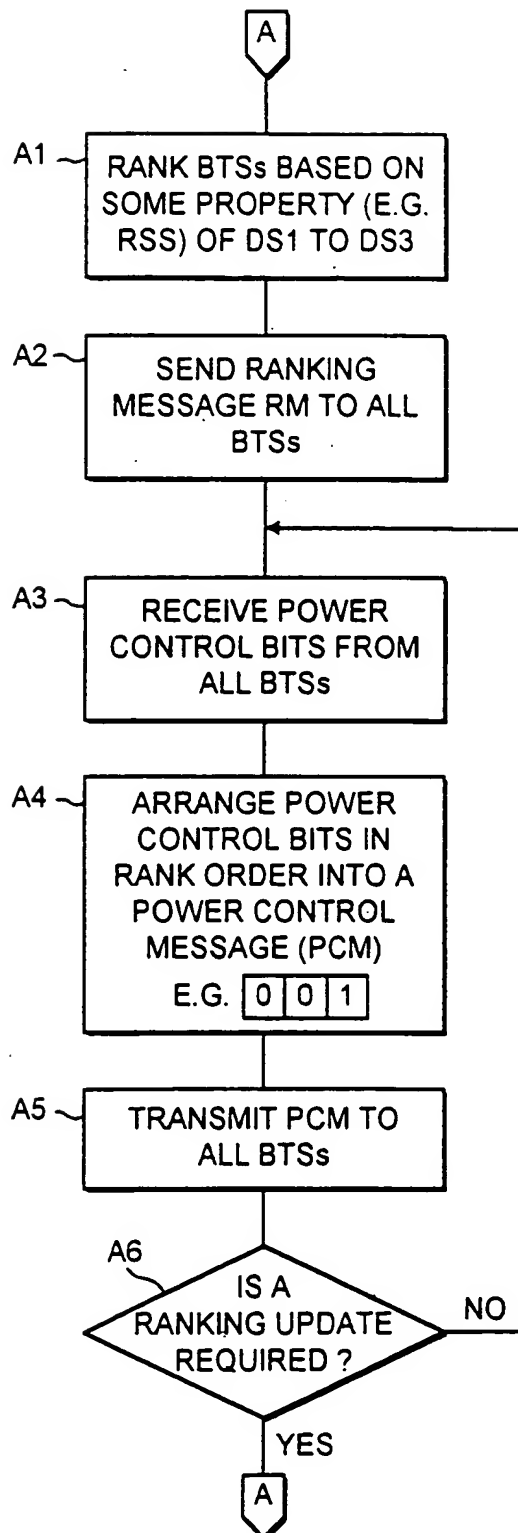 A
A1
RANK BTSs BASED ON
SOME PROPERTY (E.G.
RSS) OF DS1 TO DS3
A2
SEND RANKING
MESSAGE RM TO ALL
BTSs
A3
RECEIVE POWER
CONTROL BITS FROM
ALL BTSs
A4
ARRANGE POWER
CONTROL BITS IN
RANK ORDER INTO A
POWER CONTROL
MESSAGE (PCM)
E.G. 0 0 1
A5
TRANSMIT PCM TO
ALL BTSs
A6
IS A
RANKING UPDATE
REQUIRED ?
NO
YES
A